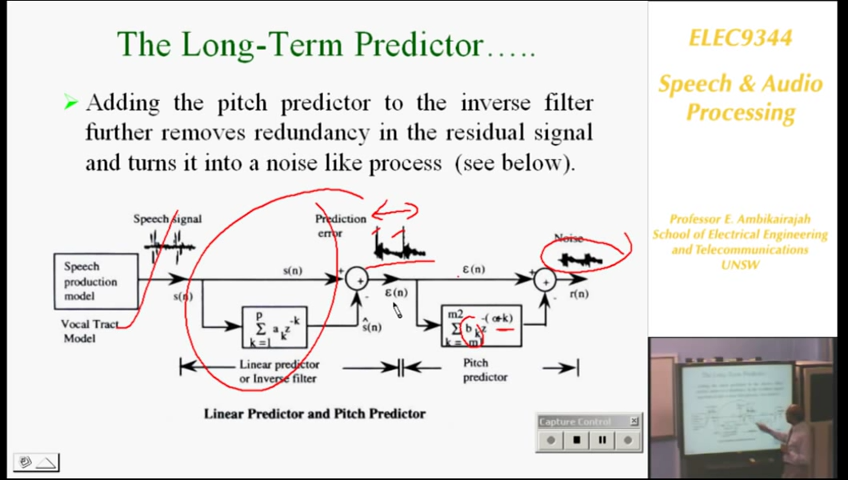 The Long-Term Predictor…..
Adding the pitch predictor to the inverse filter
further removes redundancy in the residual signal
and turns it into a noise like process (see below).
Speech signal
Prediction
error
Noise
Speech
production
model
s(n)
s(n)
+
+
-
ε(n)
ε(n)
+
+
-
r(n)
Vocal Tract
Model
p
Σ a_k z^-k
k=1
ŝ(n)
m2
Σ b_k z
Linear predictor
or Inverse filter
Pitch
predictor
Linear Predictor and Pitch Predictor
Capture Control
ELEC9344
Speech & Audio
Processing
Professor E. Ambikairajah
School of Electrical Engineering
and Telecommunications
UNSW